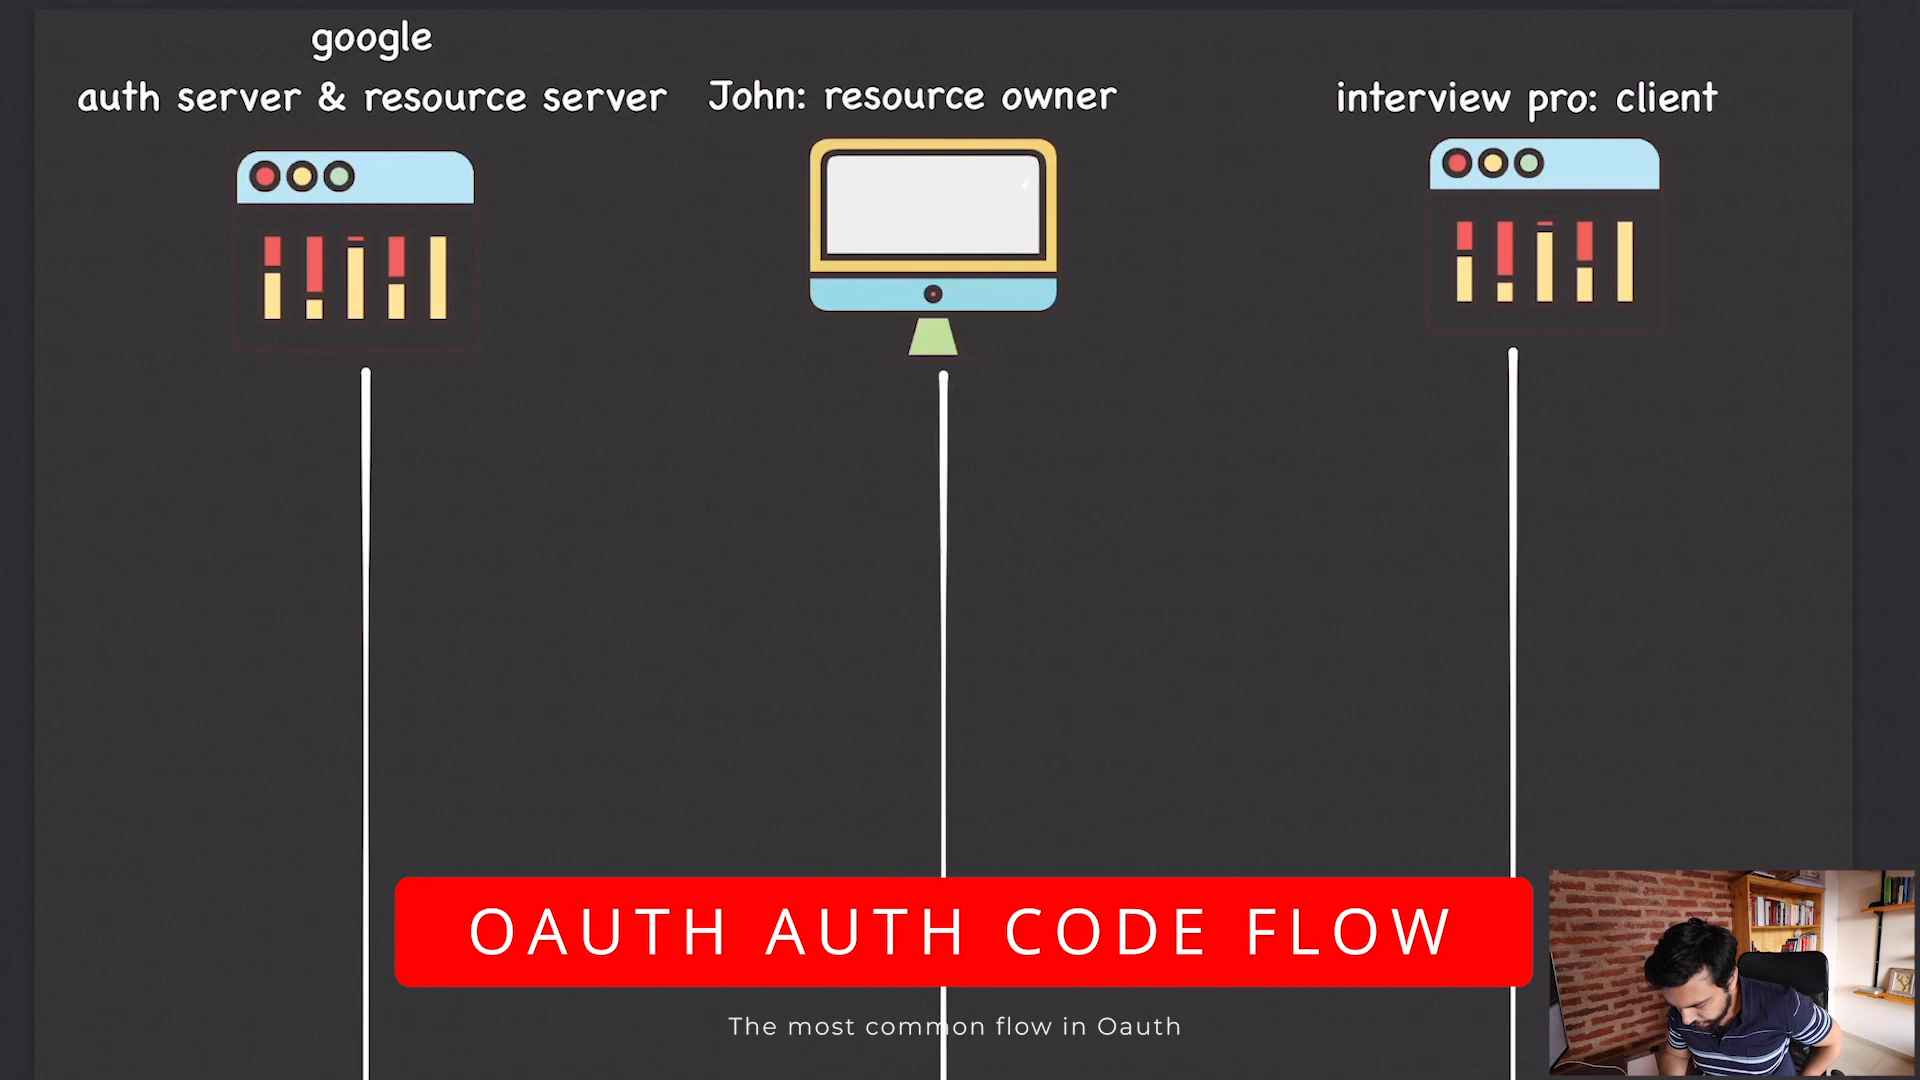 google
auth server & resource server
John: resource owner
interview pro: client
OAUTH AUTH CODE FLOW
The most common flow in Oauth